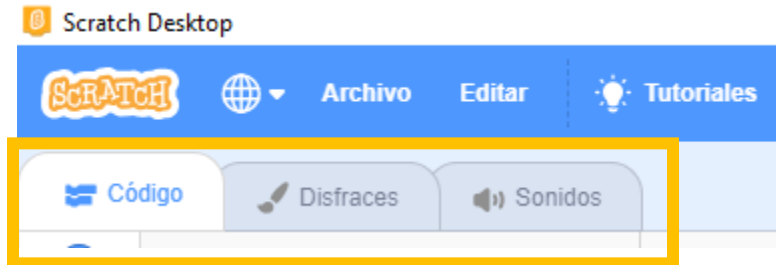 Scratch Desktop
SCRATCH Archivo Editar Tutoriales
Código Disfraces Sonidos